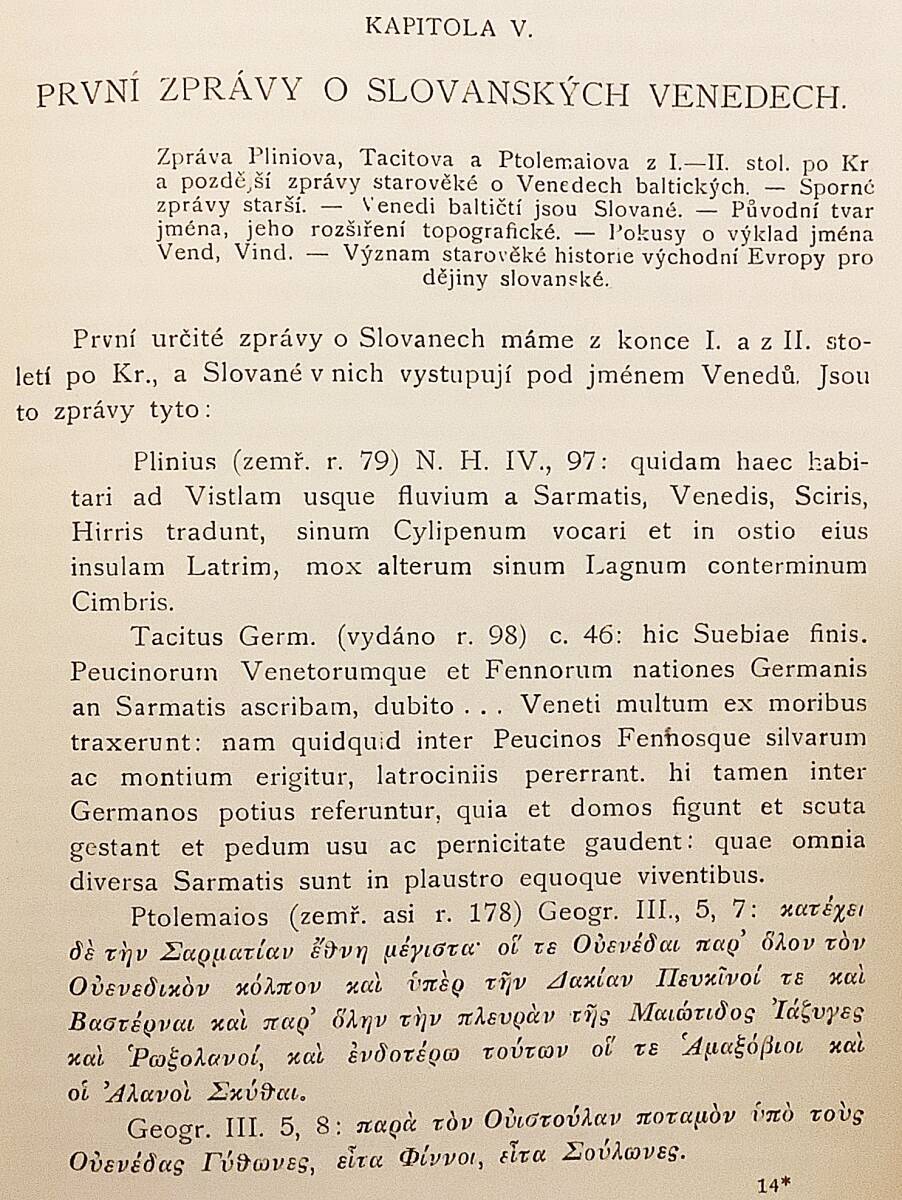 KAPITOLA V.
PRVNÍ ZPRÁVY O SLOVANSKÝCH VENEDECH.
Zpráva Pliniova, Tacitova a Ptolemaiova z I.—II. stol. po Kr
a pozdější zprávy starověké o Venedech baltických. — Sporné
zprávy starší. — Venedi baltičtí jsou Slované. — Původní tvar
jména, jeho rozšíření topografické. — Pokusy o výklad jména
Vend, Vind. — Význam starověké historie východní Evropy pro
dějiny slovanské.
První určité zprávy o Slovanech máme z konce I. a z II. sto-
letí po Kr., a Slované v nich vystupují pod jménem Venedů. Jsou
to zprávy tyto:
Plinius (zemř. r. 79) N. H. IV., 97: quidam haec habi-
tari ad Vistlam usque fluvium a Sarmatis, Venedis, Sciris,
Hirris tradunt, sinum Cylipenum vocari et in ostio eius
insulam Latrim, mox alterum sinum Lagnum conterminum
Cimbris.
Tacitus Germ. (vydáno r. 98) c. 46: hic Suebiae finis.
Peucinorum Venetorumque et Fennorum nationes Germanis
an Sarmatis ascribam, dubito . . . Veneti multum ex moribus
traxerunt: nam quidquid inter Peucinos Fennosque silvarum
ac montium erigitur, latrociniis pererrant. hi tamen inter
Germanos potius referuntur, quia et domos figunt et scuta
gestant et pedum usu ac pernicitate gaudent: quae omnia
diversa Sarmatis sunt in plaustro equoque viventibus.
Ptolemaios (zemř. asi r. 178) Geogr. III., 5, 7: κατέχει
δὲ τὴν Σαρματίαν ἔθνη μέγιστα· οἵ τε Οὐενέδαι παρ’ ὅλον τὸν
Οὐενεδικὸν κόλπον καὶ ὑπὲρ τὴν Δακίαν Πευκῖνοί τε καὶ
Βαστέρναι καὶ παρ’ ὅλην τὴν πλευρὰν τῆς Μαιώτιδος Ἰάζυγες
καὶ Ῥωξολανοί, καὶ ἐνδοτέρω τούτων οἵ τε Ἁμαξόβιοι καὶ
οἱ Ἀλανοὶ Σκύθαι.
Geogr. III. 5, 8: παρὰ τὸν Οὐιστούλαν ποταμὸν ὑπὸ τοὺς
Οὐενέδας Γύθωνες, εἶτα Φίννοι, εἶτα Σούλωνες.
14*